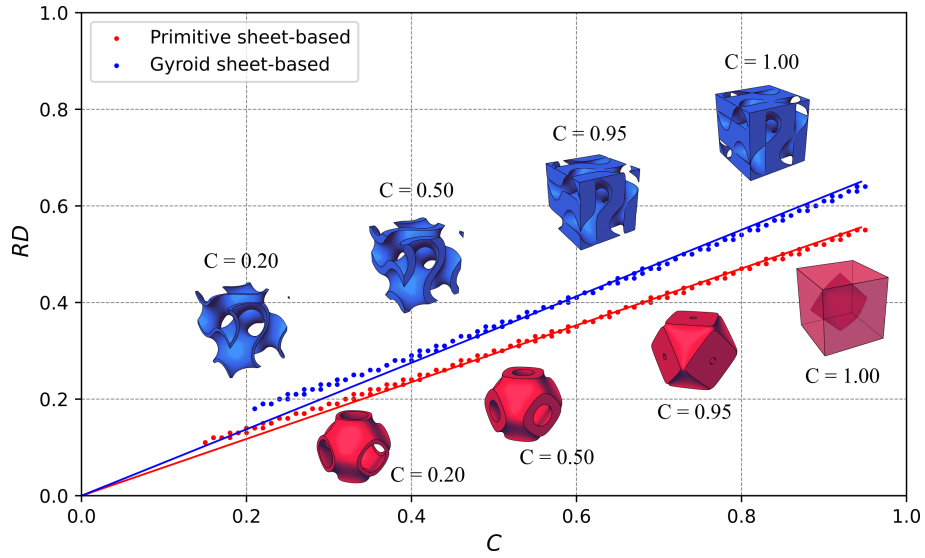 1.0
0.8
0.6
0.4
0.2
0.0
RD
Primitive sheet-based
Gyroid sheet-based
C = 1.00
C = 0.95
C = 0.50
C = 0.20
C = 1.00
C = 0.95
C = 0.50
C = 0.20
0.0 0.2 0.4 0.6 0.8 1.0
C